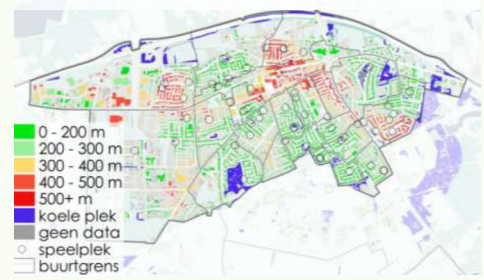 0 - 200 m
200 - 300 m
300 - 400 m
400 - 500 m
500+ m
koele plek
geen data
speelplek
buurtgrens